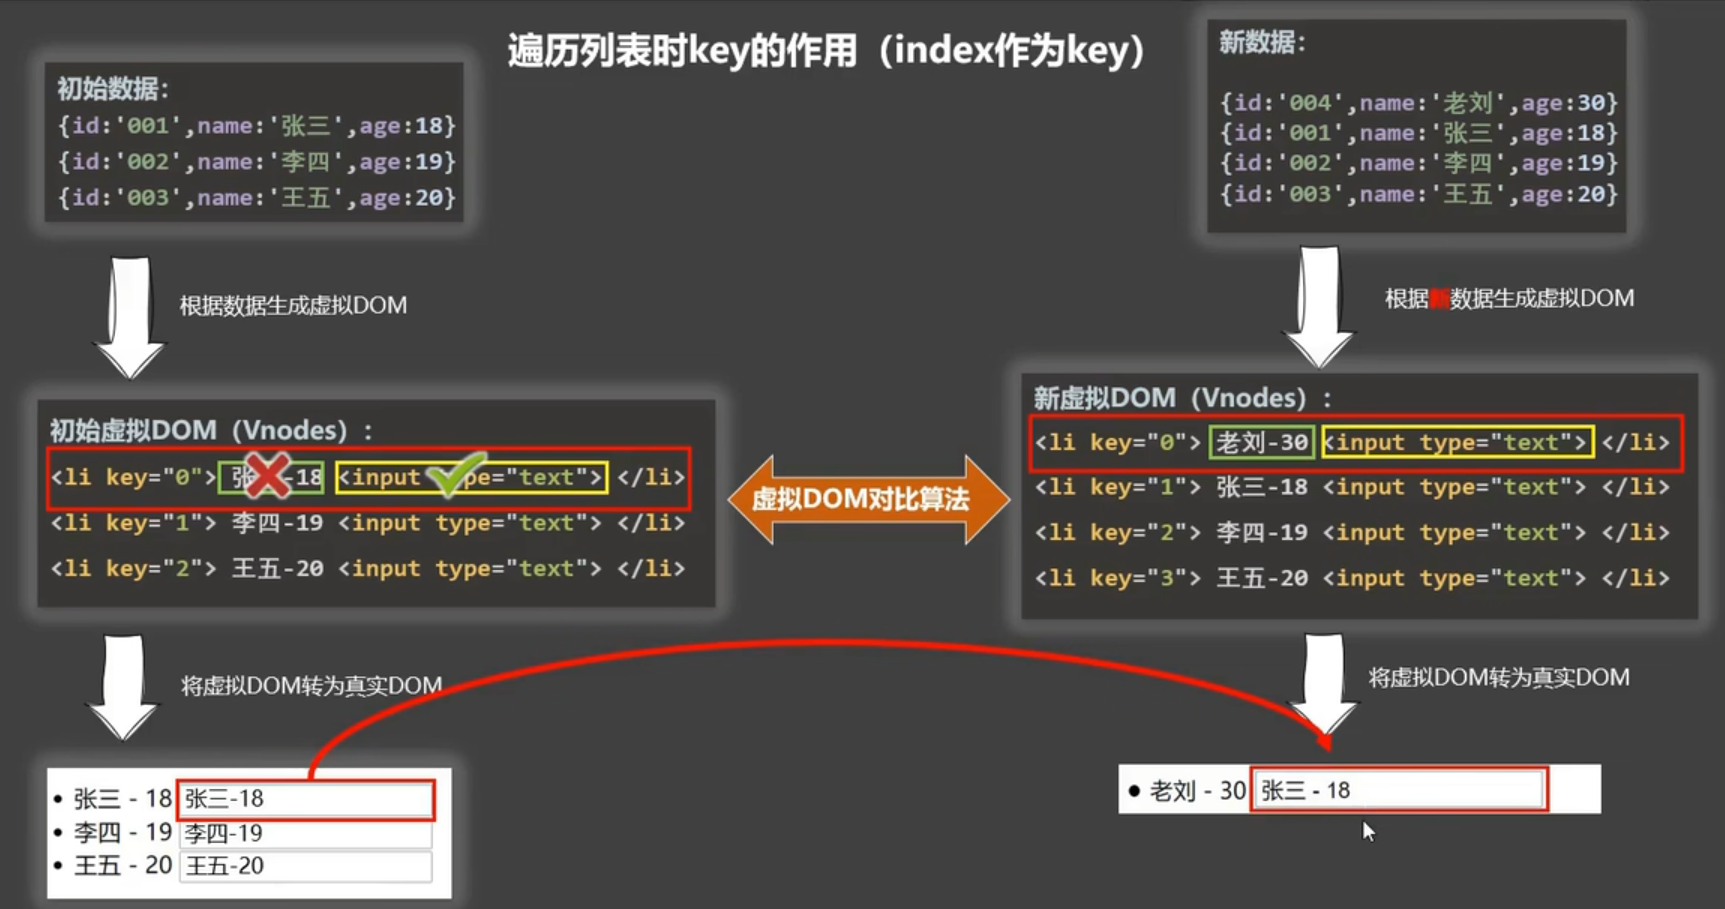 遍历列表时key的作用（index作为key）
初始数据：
{id:'001',name:'张三',age:18}
{id:'002',name:'李四',age:19}
{id:'003',name:'王五',age:20}
根据数据生成虚拟DOM
初始虚拟DOM（Vnodes）：
<li key="0"> 张 -18 <input type="text"> </li>
<li key="1"> 李四-19 <input type="text"> </li>
<li key="2"> 王五-20 <input type="text"> </li>
将虚拟DOM转为真实DOM
• 张三 - 18 张三-18
• 李四 - 19 李四-19
• 王五 - 20 王五-20
虚拟DOM对比算法
新数据：
{id:'004',name:'老刘',age:30}
{id:'001',name:'张三',age:18}
{id:'002',name:'李四',age:19}
{id:'003',name:'王五',age:20}
根据新数据生成虚拟DOM
新虚拟DOM（Vnodes）：
<li key="0"> 老刘-30 <input type="text"> </li>
<li key="1"> 张三-18 <input type="text"> </li>
<li key="2"> 李四-19 <input type="text"> </li>
<li key="3"> 王五-20 <input type="text"> </li>
将虚拟DOM转为真实DOM
• 老刘 - 30 张三 - 18